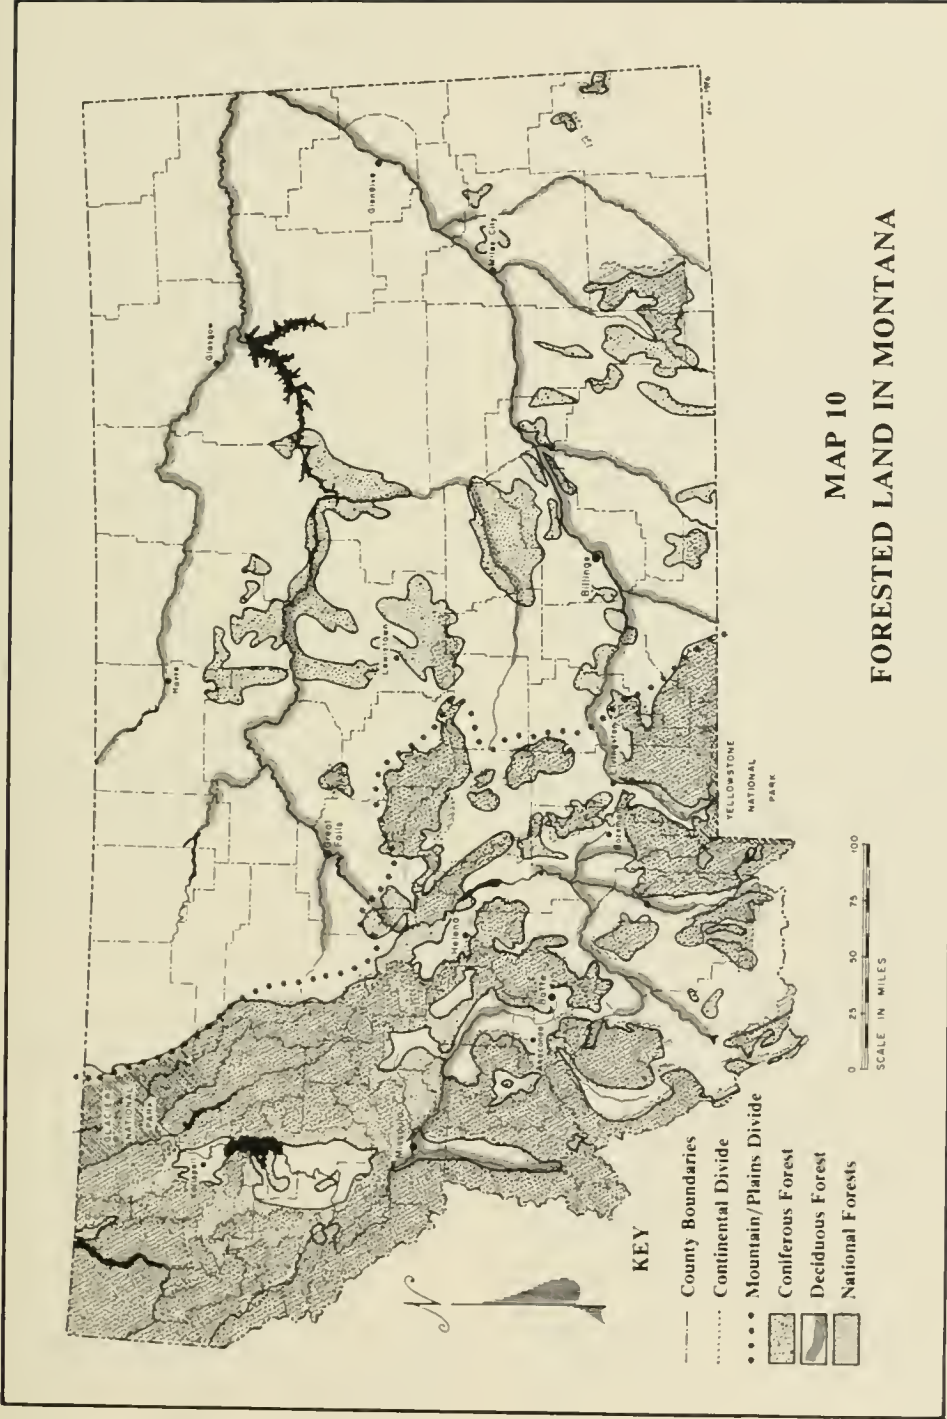 GLACIER
NATIONAL
PARK
Kalispell
Missoula
Havre
Glasgow
Great
Falls
Lewistown
Glendive
Miles City
Helena
Butte
Anaconda
Bozeman
Livingston
Billings
YELLOWSTONE
NATIONAL
PARK
N
KEY
County Boundaries
Continental Divide
Mountain/Plains Divide
Coniferous Forest
Deciduous Forest
National Forests
0 25 50 75 100
SCALE IN MILES
MAP 10
FORESTED LAND IN MONTANA